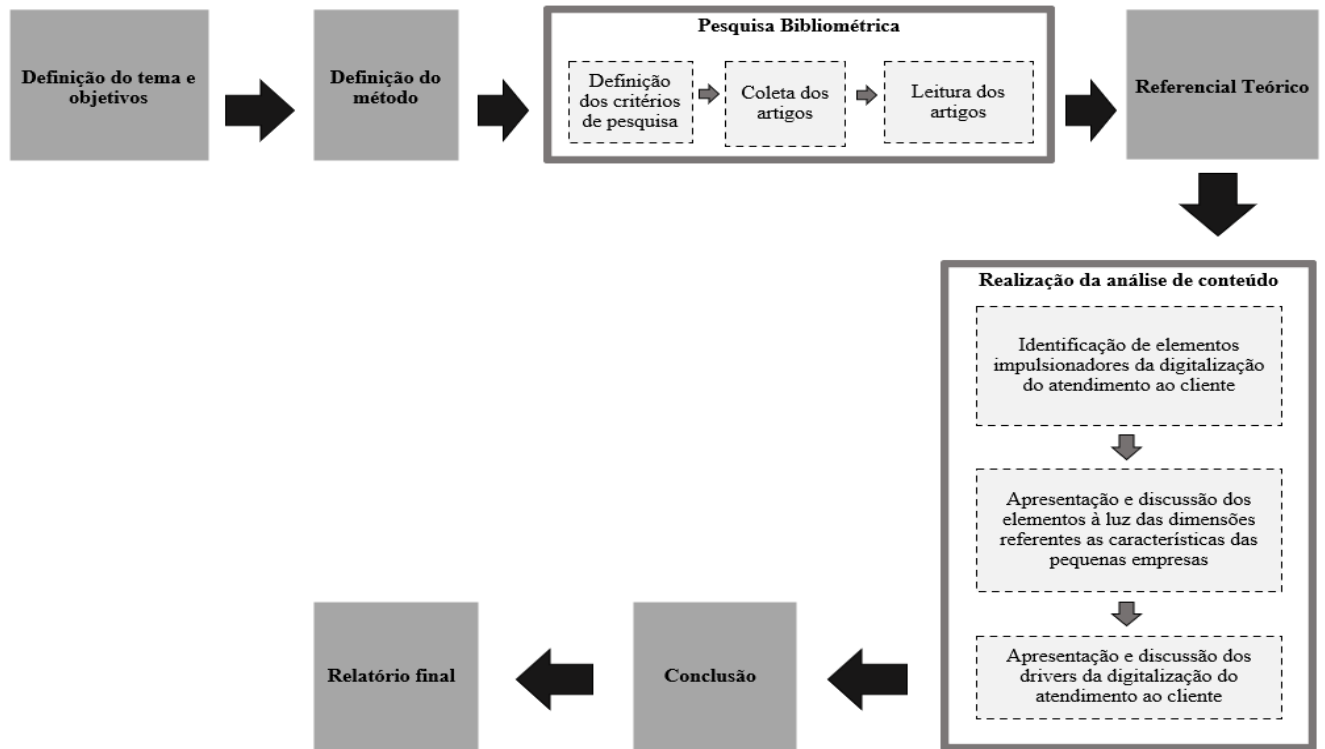 Definição do tema e
objetivos
Definição do
método
Pesquisa Bibliométrica
Definição
dos critérios
de pesquisa
Coleta dos
artigos
Leitura dos
artigos
Referencial Teórico
Realização da análise de conteúdo
Identificação de elementos
impulsionadores da digitalização
do atendimento ao cliente
Apresentação e discussão dos
elementos à luz das dimensões
referentes as características das
pequenas empresas
Apresentação e discussão dos
drivers da digitalização do
atendimento ao cliente
Conclusão
Relatório final